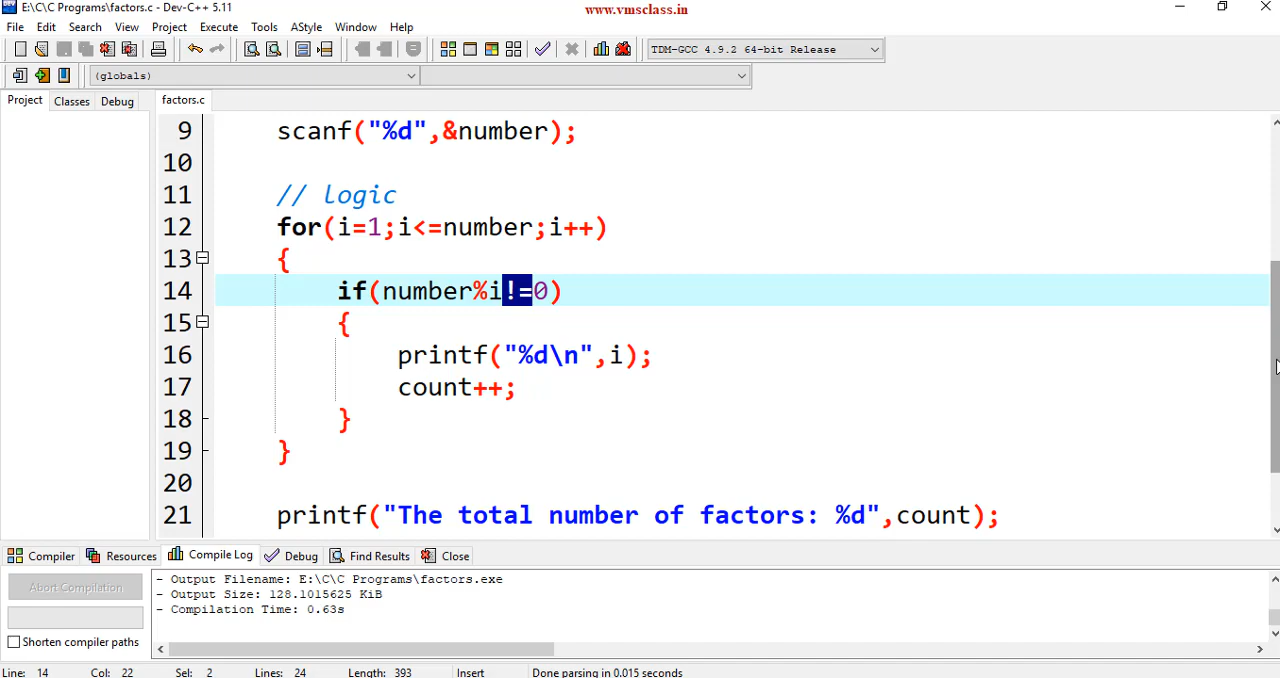 E:\C\C Programs\factors.c - Dev-C++ 5.11
www.vmsclass.in
File Edit Search View Project Execute Tools AStyle Window Help
TDM-GCC 4.9.2 64-bit Release
(globals)
Project Classes Debug
factors.c
9 scanf("%d",&number);
10
11 // logic
12 for(i=1;i<=number;i++)
13 {
14 if(number%i!=0)
15 {
16 printf("%d\n",i);
17 count++;
18 }
19 }
20
21 printf("The total number of factors: %d",count);
Compiler Resources Compile Log Debug Find Results Close
Abort Compilation
Shorten compiler paths
- Output Filename: E:\C\C Programs\factors.exe
- Output Size: 128.1015625 KiB
- Compilation Time: 0.63s
Line: 14 Col: 22 Sel: 2 Lines: 24 Length: 393 Insert Done parsing in 0.015 seconds